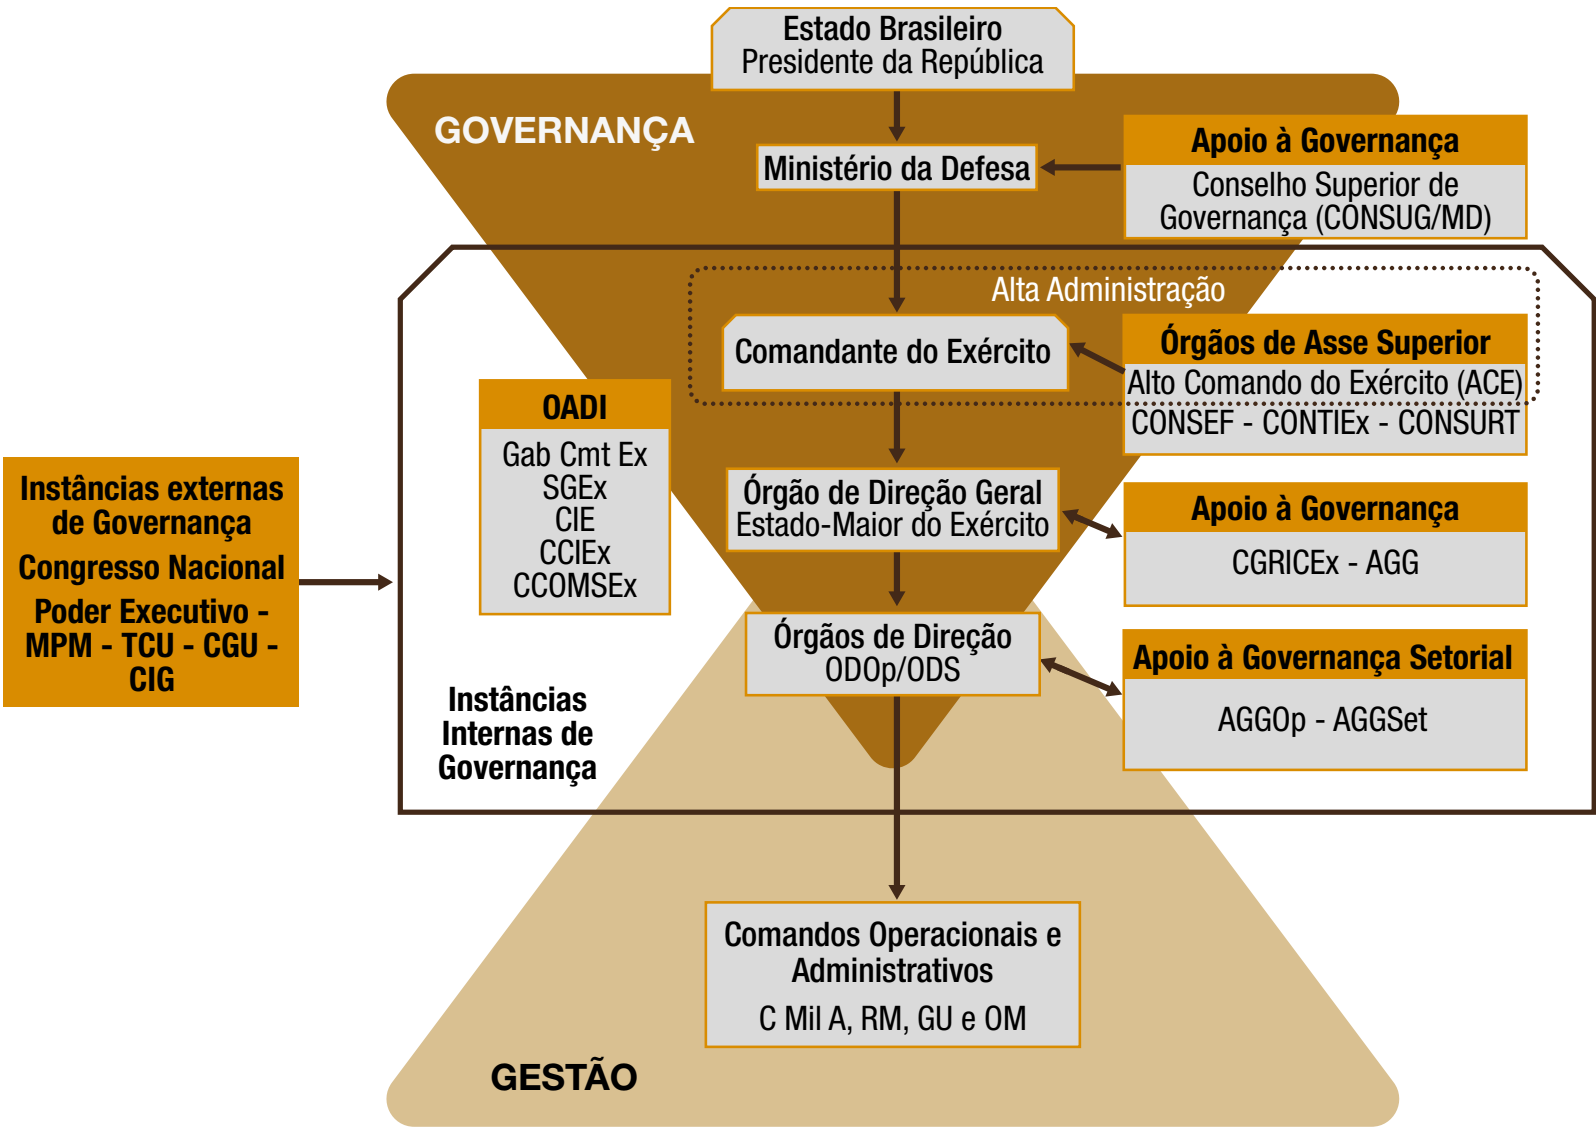 Estado Brasileiro
Presidente da República
GOVERNANÇA
Ministério da Defesa
Apoio à Governança
Conselho Superior de
Governança (CONSUG/MD)
Alta Administração
Comandante do Exército
Órgãos de Asse Superior
Alto Comando do Exército (ACE)
CONSEF - CONTIEx - CONSURT
OADI
Gab Cmt Ex
SGEx
CIE
CCIEx
CCOMSEx
Instâncias externas
de Governança
Congresso Nacional
Poder Executivo -
MPM - TCU - CGU -
CIG
Órgão de Direção Geral
Estado-Maior do Exército
Apoio à Governança
CGRICEx - AGG
Órgãos de Direção
ODOp/ODS
Apoio à Governança Setorial
AGGOp - AGGSet
Instâncias
Internas de
Governança
Comandos Operacionais e
Administrativos
C Mil A, RM, GU e OM
GESTÃO